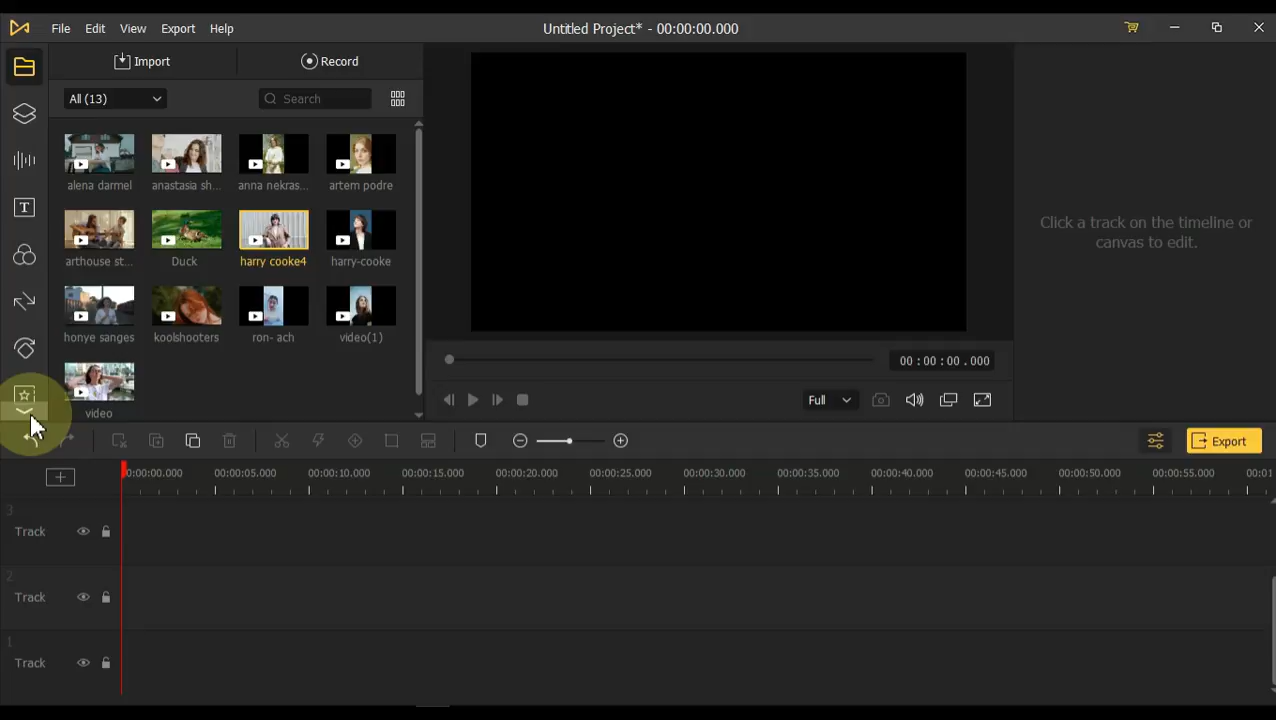 File Edit View Export Help
Untitled Project* - 00:00:00.000
Import
Record
All (13)
Search
alena darmel
anastasia sh...
anna nekras...
artem podre
arthouse st...
Duck
harry cooke4
harry-cooke
honye sanges
koolshooters
ron- ach
video(1)
video
Click a track on the timeline or
canvas to edit.
00:00:00.000
Full
Export
0:00:00.000 00:00:05.000 00:00:10.000 00:00:15.000 00:00:20.000 00:00:25.000 00:00:30.000 00:00:35.000 00:00:40.000 00:00:45.000 00:00:50.000 00:00:55.000 00:01
3
Track
2
Track
1
Track